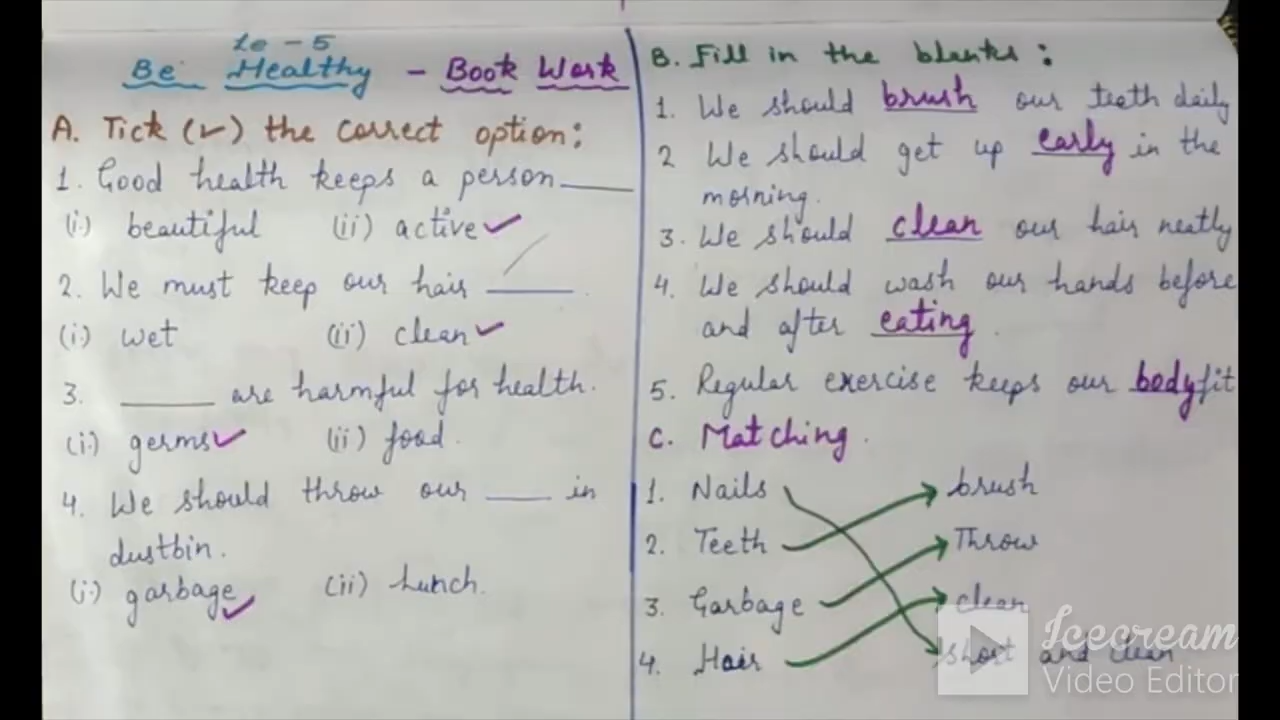 Le - 5
Be Healthy - Book Work
A. Tick (✓) the correct option:
1. Good health keeps a person ____
(i) beautiful (ii) active ✓
2. We must keep our hair ____.
(i) wet (ii) clean ✓
3. ____ are harmful for health.
(i) germs ✓ (ii) food.
4. We should throw our ____ in
dustbin.
(i) garbage ✓ (ii) lunch.
B. Fill in the blanks:
1. We should brush our teeth daily
2 We should get up early in the
morning.
3. We should clean our hair neatly
4. We should wash our hands before
and after eating.
5. Regular exercise keeps our body fit
C. Matching.
1. Nails brush
2. Teeth Throw
3. Garbage clean
4. Hair short and clean
Icecream
Video Editor